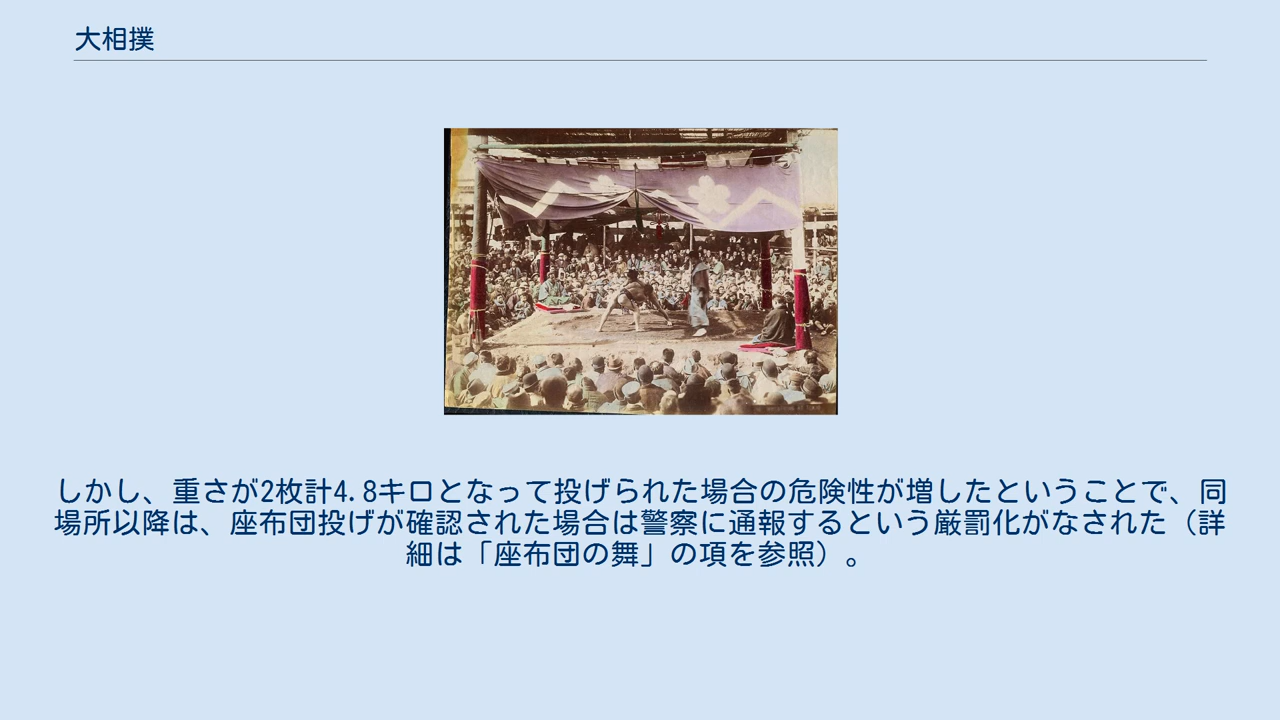 大相撲
しかし、重さが2枚計4.8キロとなって投げられた場合の危険性が増したということで、同
場所以降は、座布団投げが確認された場合は警察に通報するという厳罰化がなされた（詳
細は「座布団の舞」の項を参照）。